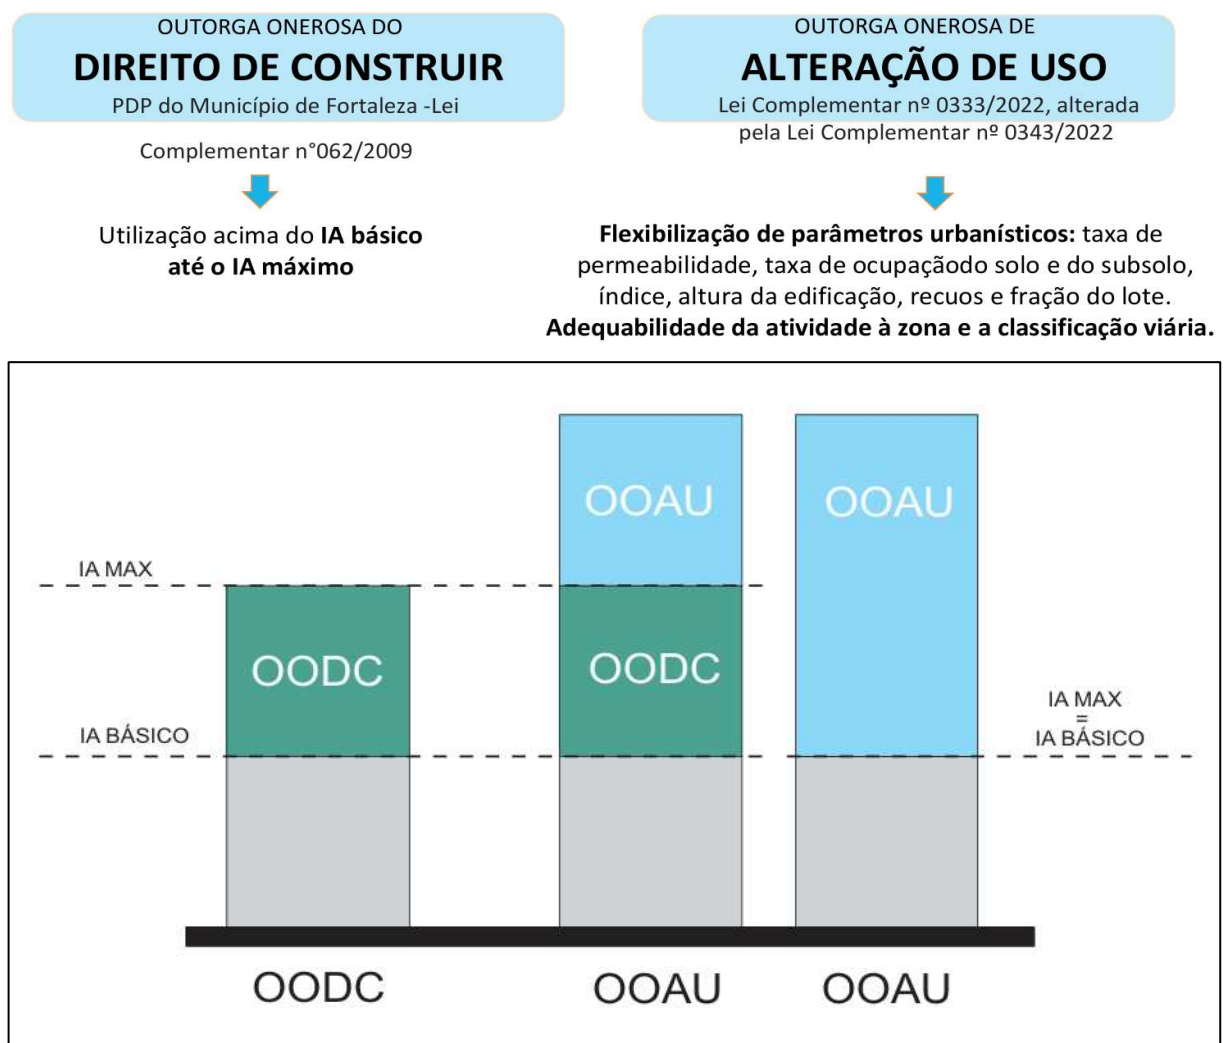 OUTORGA ONEROSA DO
DIREITO DE CONSTRUIR
PDP do Município de Fortaleza -Lei
Complementar n°062/2009
Utilização acima do IA básico
até o IA máximo
OUTORGA ONEROSA DE
ALTERAÇÃO DE USO
Lei Complementar nº 0333/2022, alterada
pela Lei Complementar nº 0343/2022
Flexibilização de parâmetros urbanísticos: taxa de
permeabilidade, taxa de ocupaçãodo solo e do subsolo,
índice, altura da edificação, recuos e fração do lote.
Adequabilidade da atividade à zona e a classificação viária.
OOAU
OOAU
IA MAX
OODC
OODC
IA BÁSICO
IA MAX
=
IA BÁSICO
OODC
OOAU
OOAU